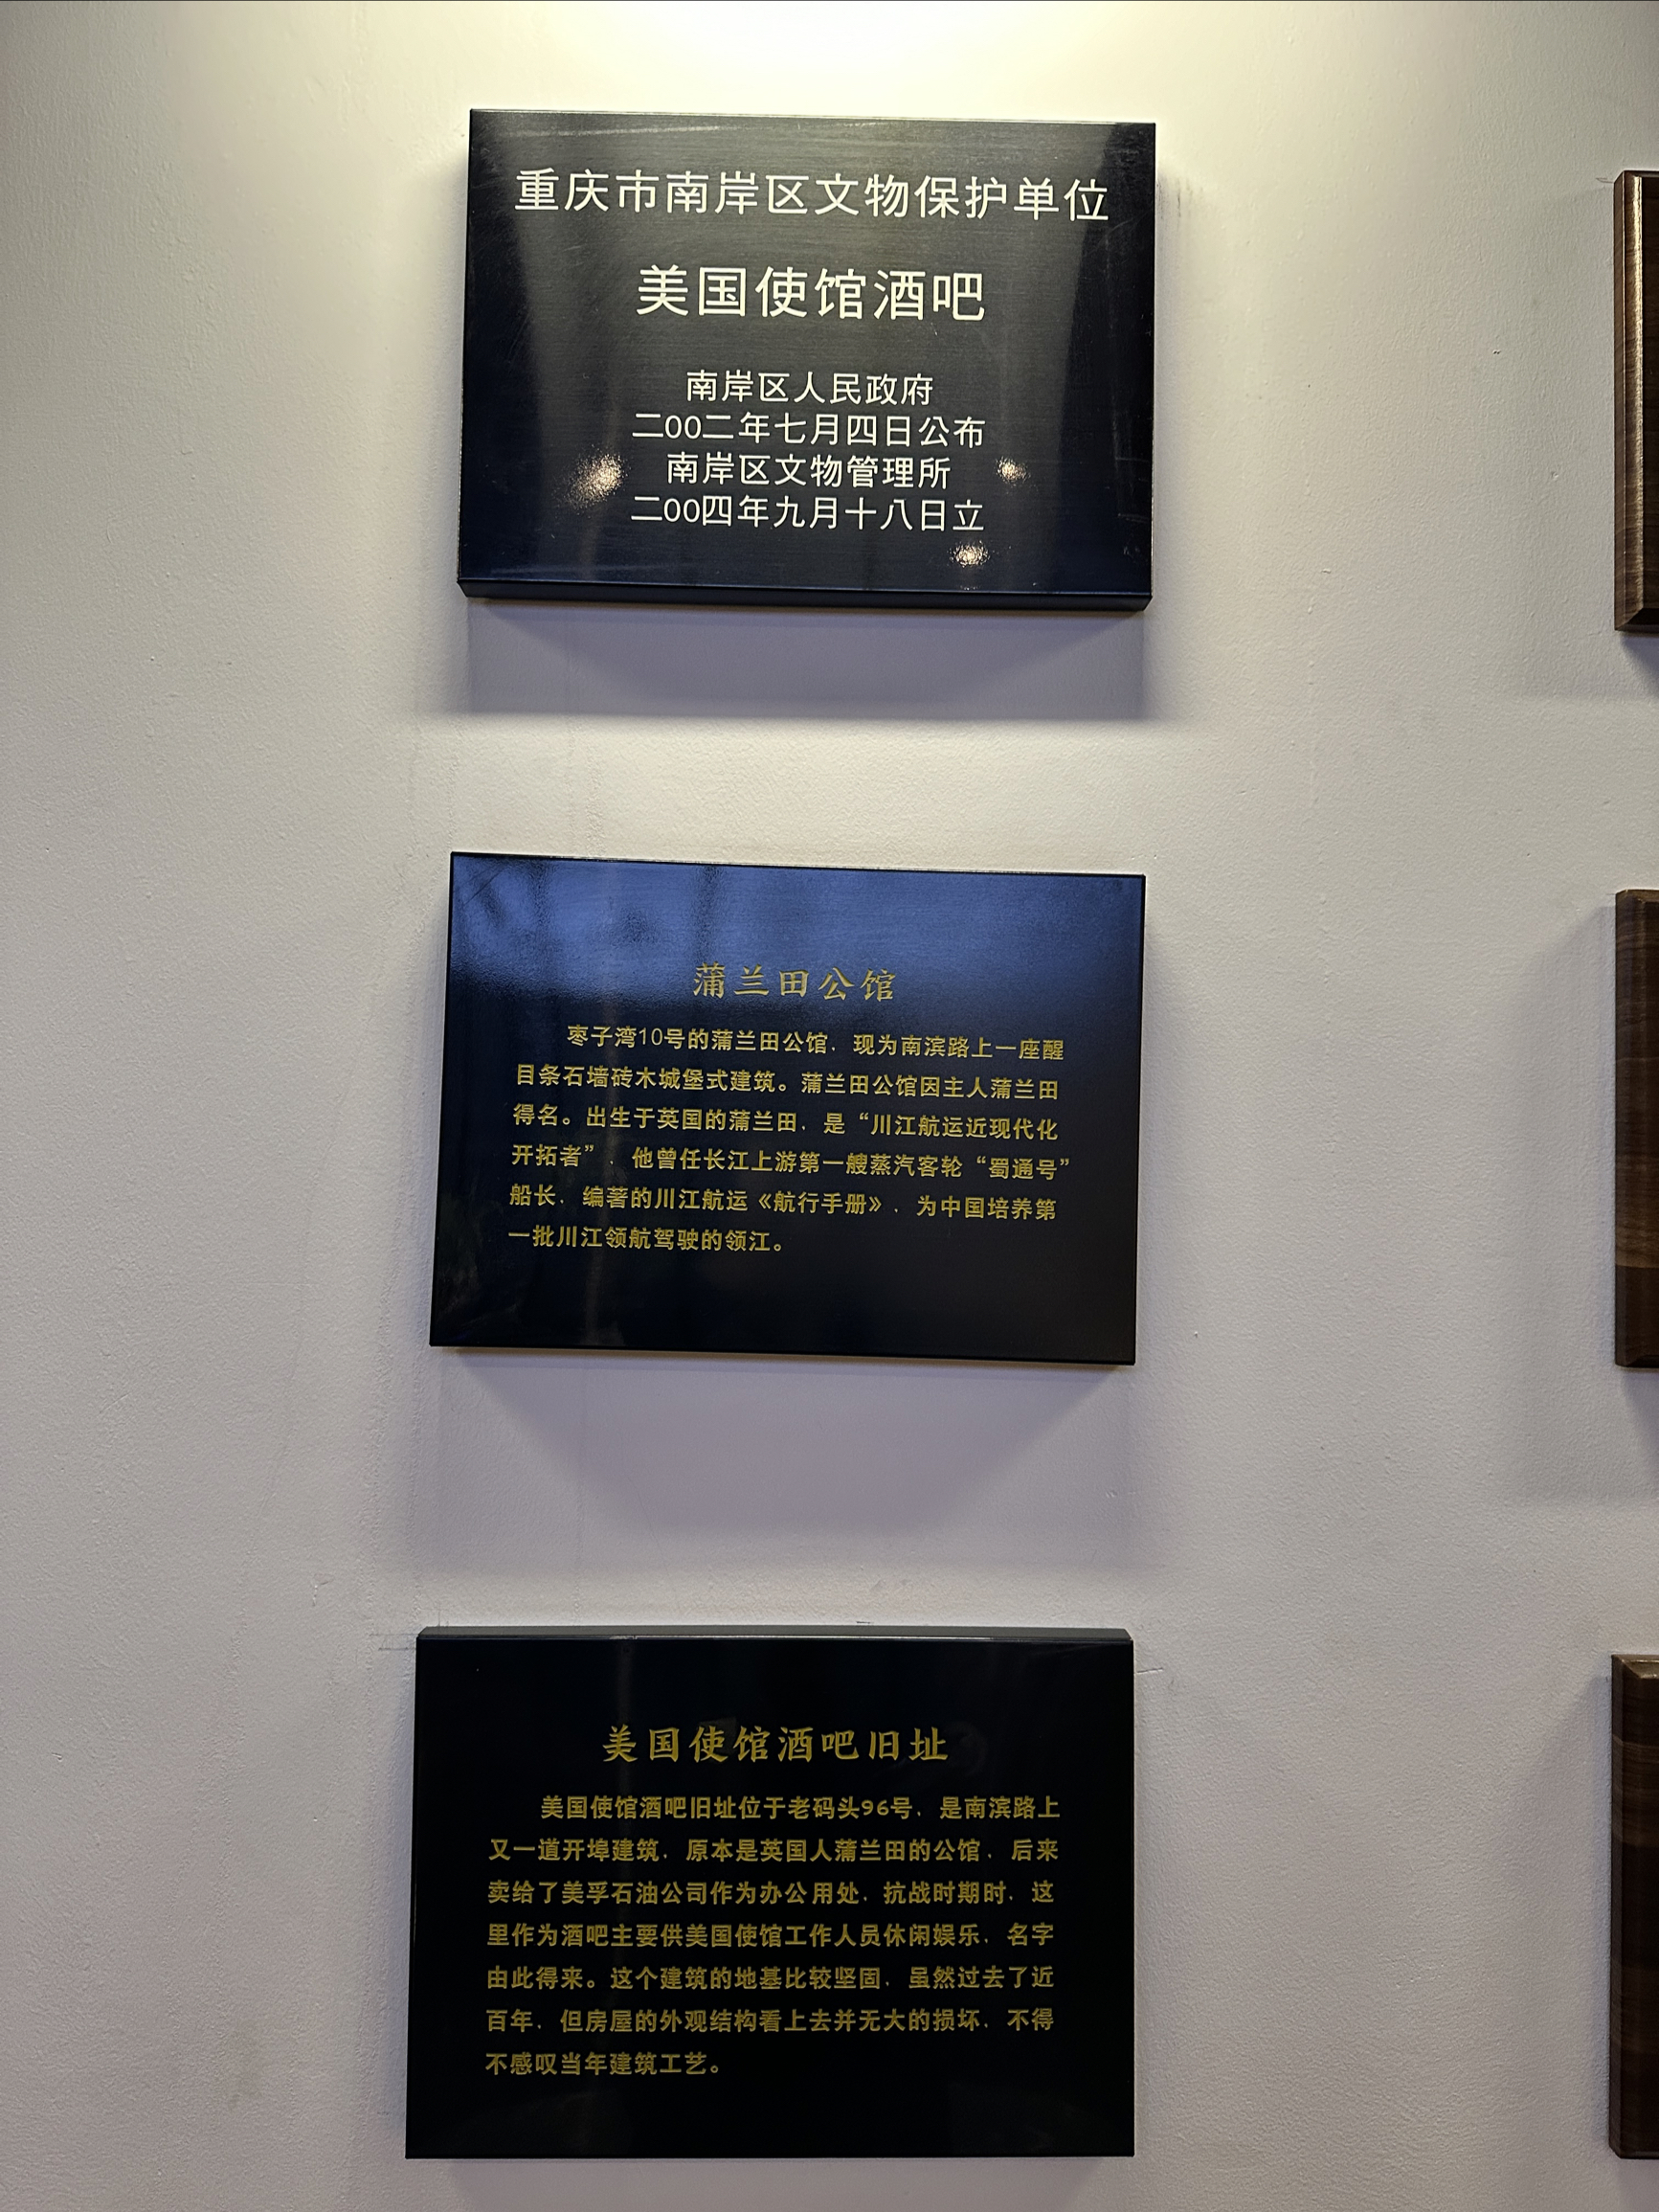 重庆市南岸区文物保护单位
美国使馆酒吧
南岸区人民政府
二00二年七月四日公布
南岸区文物管理所
二00四年九月十八日立
蒲兰田公馆
枣子湾10号的蒲兰田公馆，现为南滨路上一座醒
目条石墙砖木城堡式建筑。蒲兰田公馆因主人蒲兰田
得名。出生于英国的蒲兰田，是“川江航运近现代化
开拓者”，他曾任长江上游第一艘蒸汽客轮“蜀通号”
船长，编著的川江航运《航行手册》，为中国培养第
一批川江领航驾驶的领江。
美国使馆酒吧旧址
美国使馆酒吧旧址位于老码头96号，是南滨路上
又一道开埠建筑，原本是英国人蒲兰田的公馆，后来
卖给了美孚石油公司作为办公用处，抗战时期时，这
里作为酒吧主要供美国使馆工作人员休闲娱乐，名字
由此得来。这个建筑的地基比较坚固，虽然过去了近
百年，但房屋的外观结构看上去并无大的损坏，不得
不感叹当年建筑工艺。